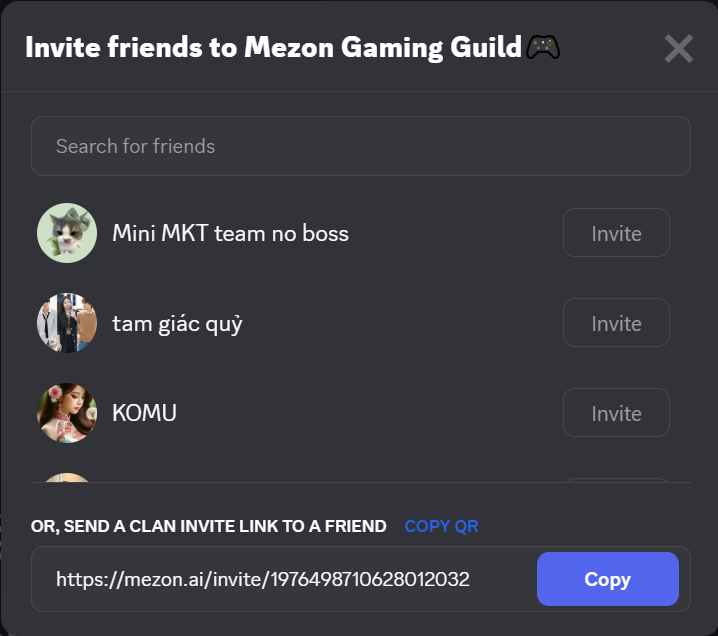 Invite friends to Mezon Gaming Guild🎮
Search for friends
Mini MKT team no boss
Invite
tam giác quỷ
Invite
KOMU
Invite
OR, SEND A CLAN INVITE LINK TO A FRIEND COPY QR
https://mezon.ai/invite/1976498710628012032
Copy